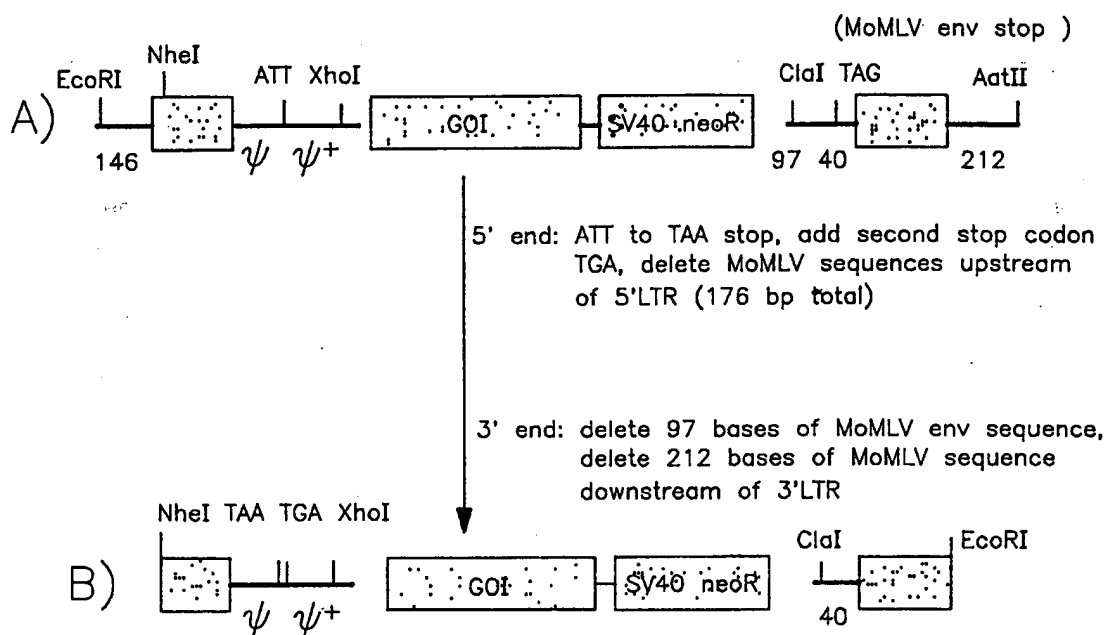 (MoMLV env stop )
NheI
EcoRI
ATT XhoI
ClaI TAG
AatII
A)
GOI
SV40 neoR
146
ψ ψ+
97 40
212
5' end: ATT to TAA stop, add second stop codon
TGA, delete MoMLV sequences upstream
of 5'LTR (176 bp total)
3' end: delete 97 bases of MoMLV env sequence,
delete 212 bases of MoMLV sequence
downstream of 3'LTR
NheI TAA TGA XhoI
ClaI
EcoRI
B)
GOI
SV40 neoR
ψ ψ+
40